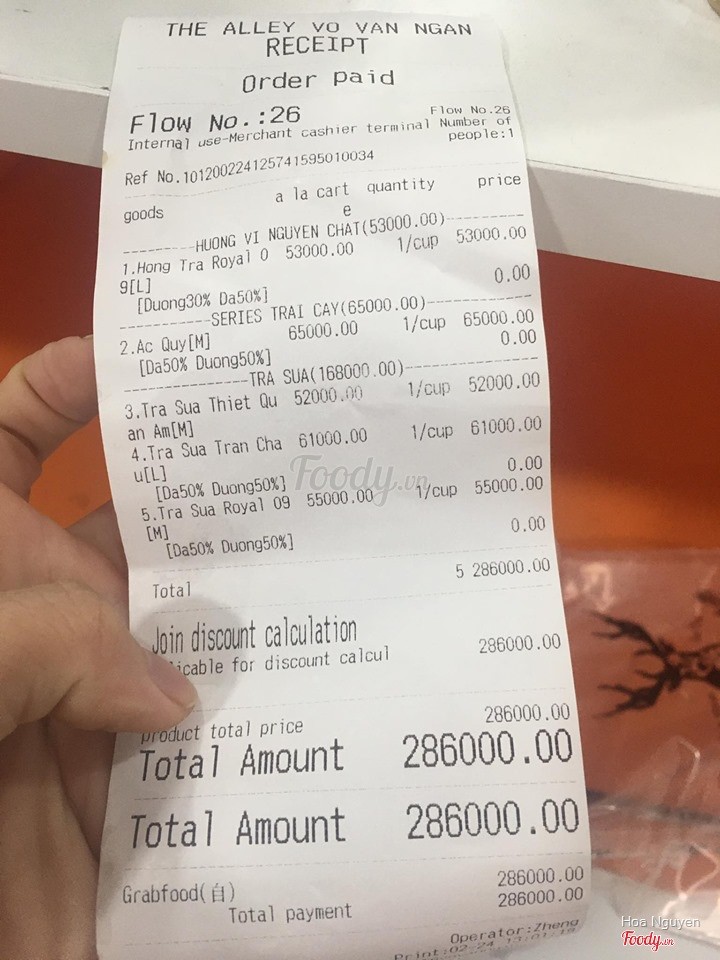 THE ALLEY VO VAN NGAN
RECEIPT
Order paid
Flow No.:26
Flow No.26
Internal use-Merchant cashier terminal Number of
people:1
Ref No.101200224125741595010034
goods a la cart quantity price
e
----------HUONG VI NGUYEN CHAT(53000.00)----------
1.Hong Tra Royal 0 53000.00 1/cup 53000.00
9[L]
[Duong30% Da50%] 0.00
------------SERIES TRAI CAY(65000.00)------------
2.Ac Quy[M] 65000.00 1/cup 65000.00
[Da50% Duong50%] 0.00
----------------TRA SUA(168000.00)----------------
3.Tra Sua Thiet Qu 52000.00 1/cup 52000.00
an Am[M]
4.Tra Sua Tran Cha 61000.00 1/cup 61000.00
u[L]
[Da50% Duong50%] 0.00
5.Tra Sua Royal 09 55000.00 1/cup 55000.00
[M]
[Da50% Duong50%] 0.00
Total 5 286000.00
Join discount calculation
icable for discount calcul 286000.00
product total price 286000.00
Total Amount 286000.00
Total Amount 286000.00
Grabfood(自) 286000.00
Total payment 286000.00
Operator:Zheng
Print:02-24
Foody.vn
Hoa Nguyen
Foody.vn